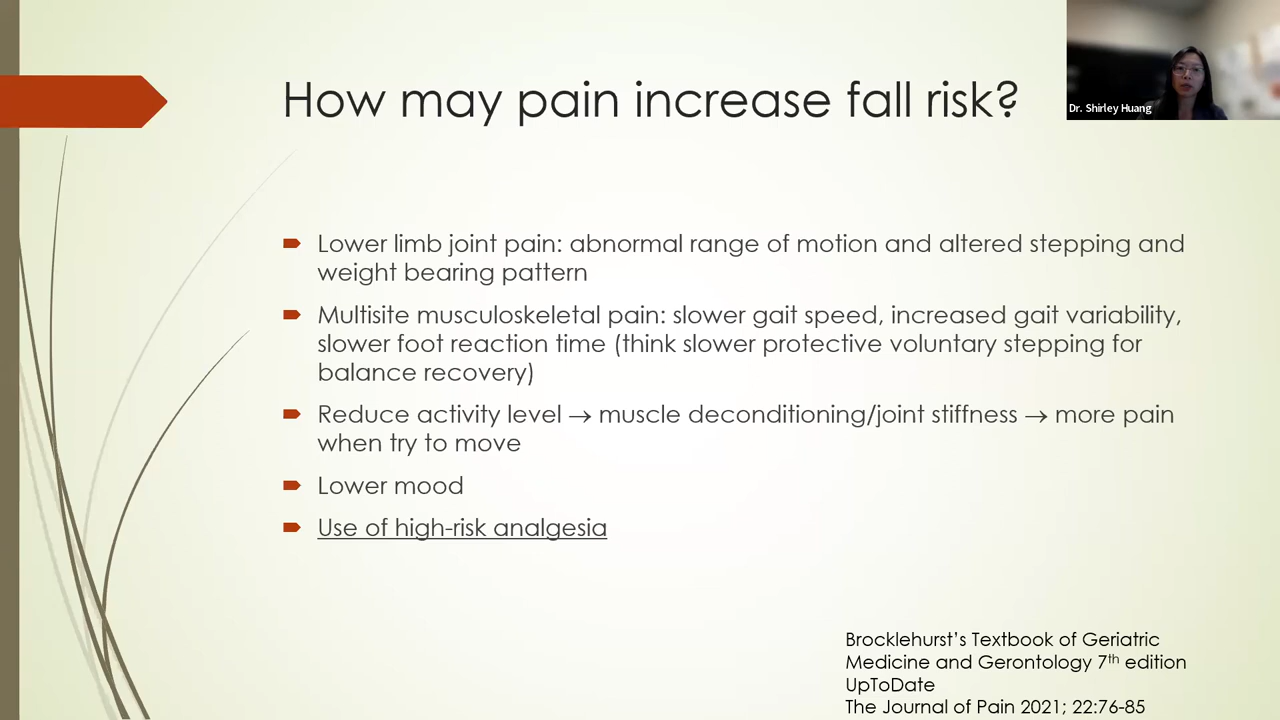 How may pain increase fall risk?
Dr. Shirley Huang
Lower limb joint pain: abnormal range of motion and altered stepping and
weight bearing pattern
Multisite musculoskeletal pain: slower gait speed, increased gait variability,
slower foot reaction time (think slower protective voluntary stepping for
balance recovery)
Reduce activity level → muscle deconditioning/joint stiffness → more pain
when try to move
Lower mood
Use of high-risk analgesia
Brocklehurst's Textbook of Geriatric
Medicine and Gerontology 7th edition
UpToDate
The Journal of Pain 2021; 22:76-85